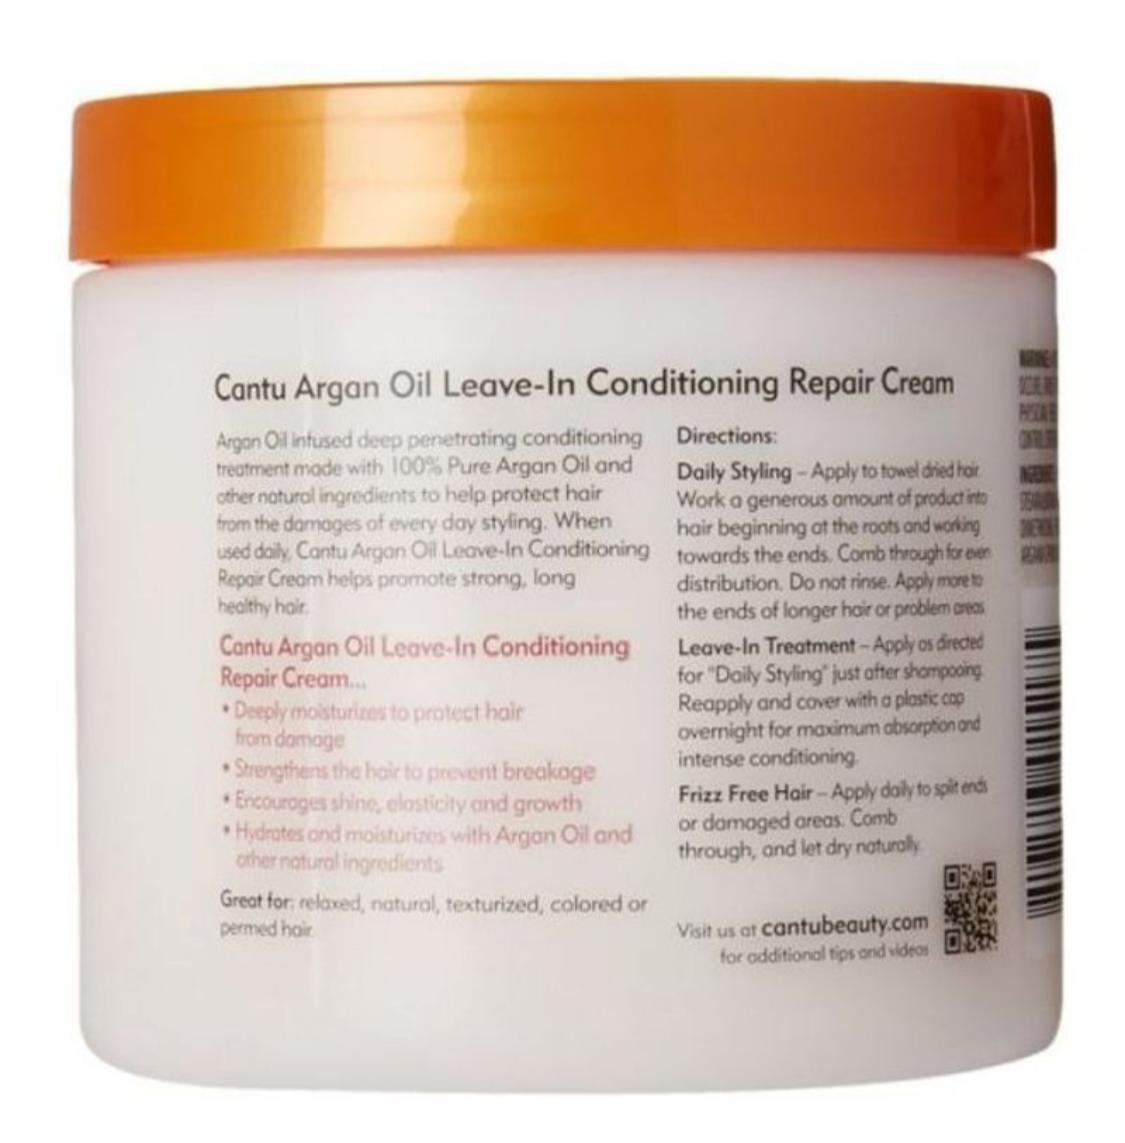 Cantu Argan Oil Leave-In Conditioning Repair Cream
Argan Oil infused deep penetrating conditioning
treatment made with 100% Pure Argan Oil and
other natural ingredients to help protect hair
from the damages of every day styling. When
used daily, Cantu Argan Oil Leave-In Conditioning
Repair Cream helps promote strong, long
healthy hair.
Cantu Argan Oil Leave-In Conditioning
Repair Cream...
• Deeply moisturizes to protect hair
from damage
• Strengthens the hair to prevent breakage
• Encourages shine, elasticity and growth
• Hydrates and moisturizes with Argan Oil and
other natural ingredients
Great for: relaxed, natural, texturized, colored or
permed hair.
Directions:
Daily Styling – Apply to towel dried hair.
Work a generous amount of product into
hair beginning at the roots and working
towards the ends. Comb through for even
distribution. Do not rinse. Apply more to
the ends of longer hair or problem areas.
Leave-In Treatment – Apply as directed
for "Daily Styling" just after shampooing.
Reapply and cover with a plastic cap
overnight for maximum absorption and
intense conditioning.
Frizz Free Hair – Apply daily to split ends
or damaged areas. Comb
through, and let dry naturally.
Visit us at cantubeauty.com
for additional tips and videos
WARNING: